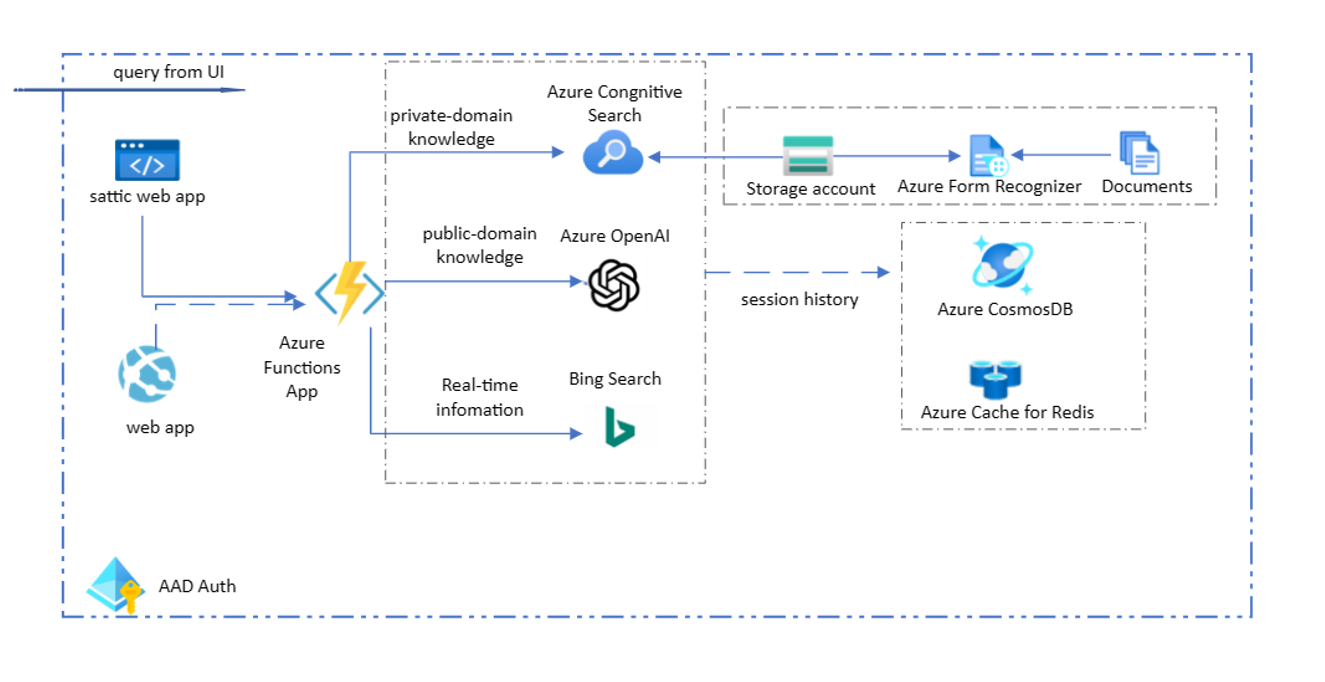 query from UI
sattic web app
web app
Azure
Functions
App
private-domain
knowledge
Azure Congnitive
Search
public-domain
knowledge
Azure OpenAI
Real-time
infomation
Bing Search
Storage account
Azure Form Recognizer
Documents
session history
Azure CosmosDB
Azure Cache for Redis
AAD Auth